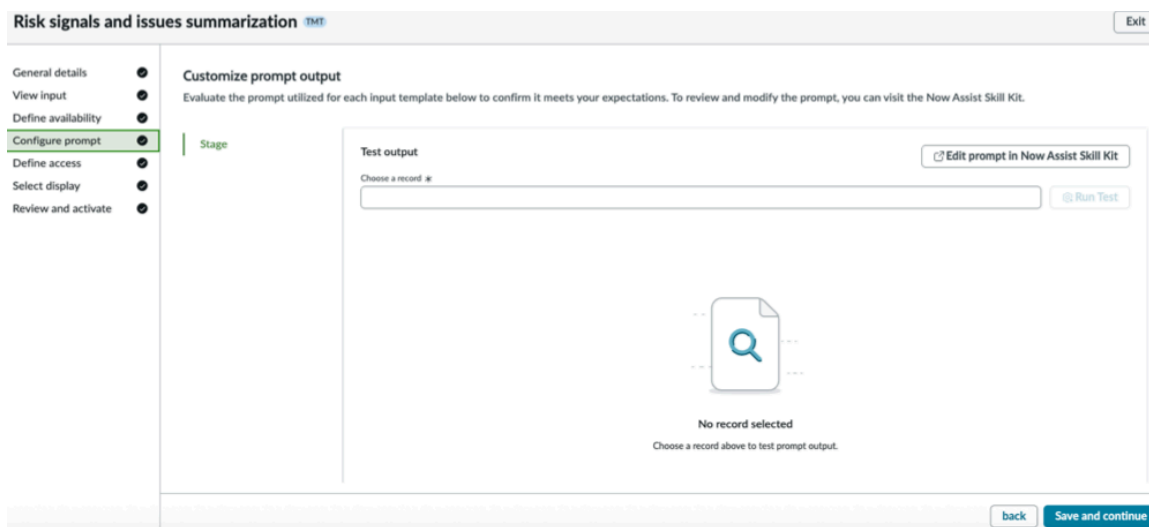 Risk signals and issues summarization TMT
Exit
General details
View input
Define availability
Configure prompt
Define access
Select display
Review and activate
Customize prompt output
Evaluate the prompt utilized for each input template below to confirm it meets your expectations. To review and modify the prompt, you can visit the Now Assist Skill Kit.
Stage
Test output
Edit prompt in Now Assist Skill Kit
Choose a record *
Run Test
No record selected
Choose a record above to test prompt output.
back
Save and continue